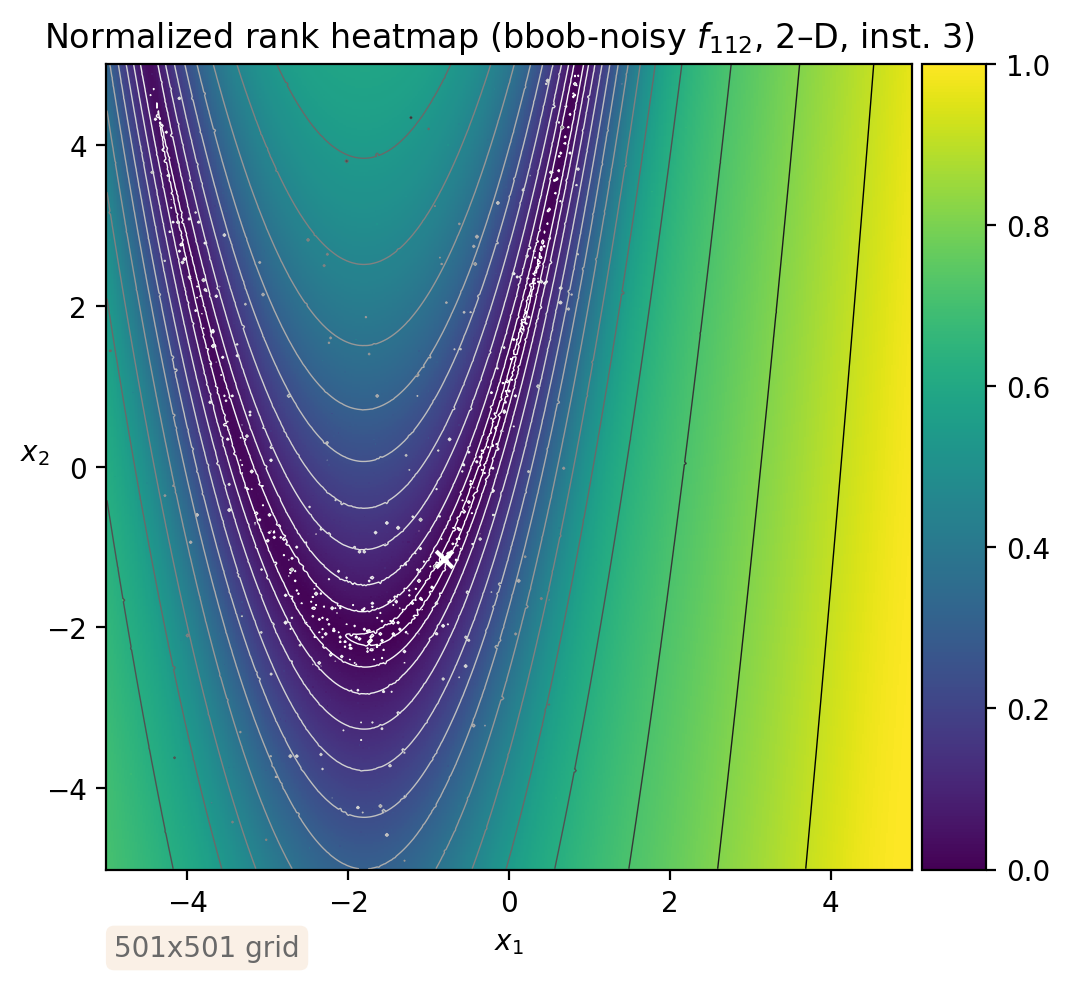 Normalized rank heatmap (bbob-noisy f₁₁₂, 2–D, inst. 3)
1.0
4
0.8
2
0.6
x₂
0
0.4
−2
0.2
−4
0.0
−4 −2 0 2 4
501x501 grid
x₁